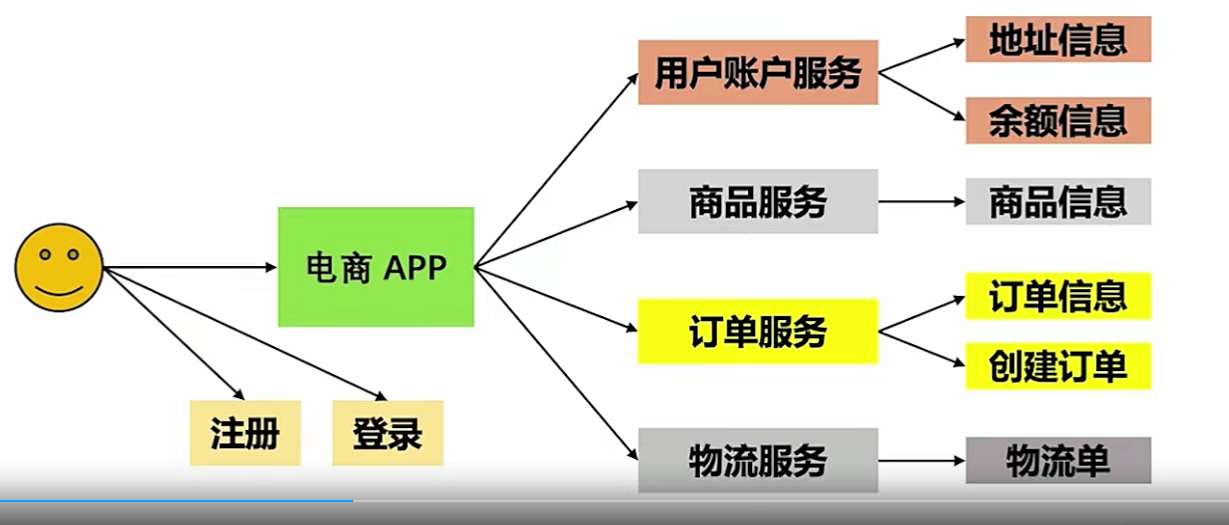 地址信息
用户账户服务
余额信息
商品服务
商品信息
电商 APP
订单信息
订单服务
创建订单
注册
登录
物流服务
物流单